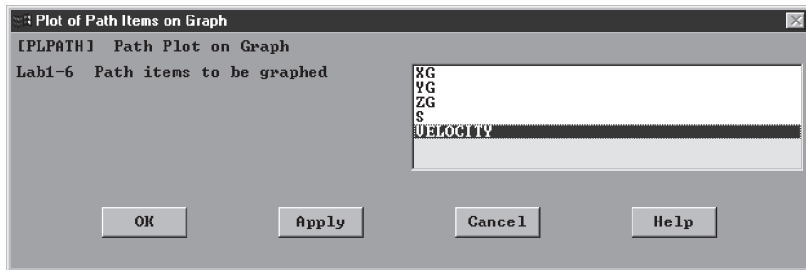 Plot of Path Items on Graph
[PLPATH] Path Plot on Graph
Lab1-6 Path items to be graphed
XG
YG
ZG
S
VELOCITY
OK Apply Cancel Help